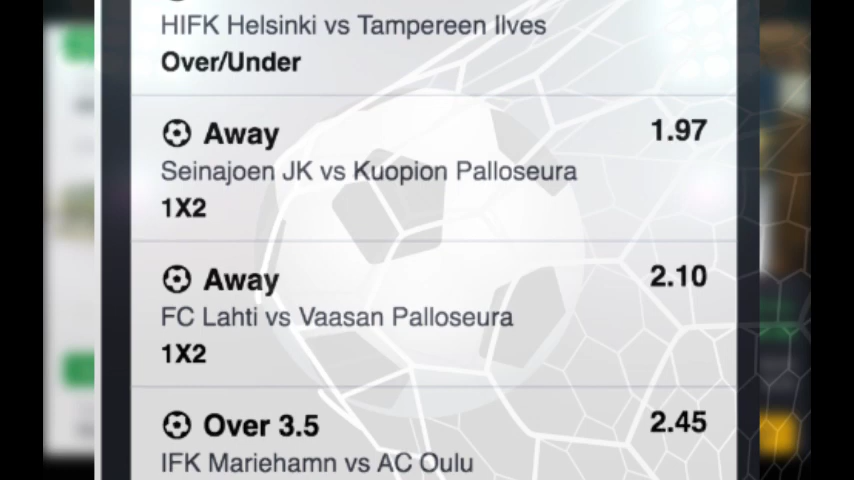 HIFK Helsinki vs Tampereen Ilves
Over/Under
Away 1.97
Seinajoen JK vs Kuopion Palloseura
1X2
Away 2.10
FC Lahti vs Vaasan Palloseura
1X2
Over 3.5 2.45
IFK Mariehamn vs AC Oulu